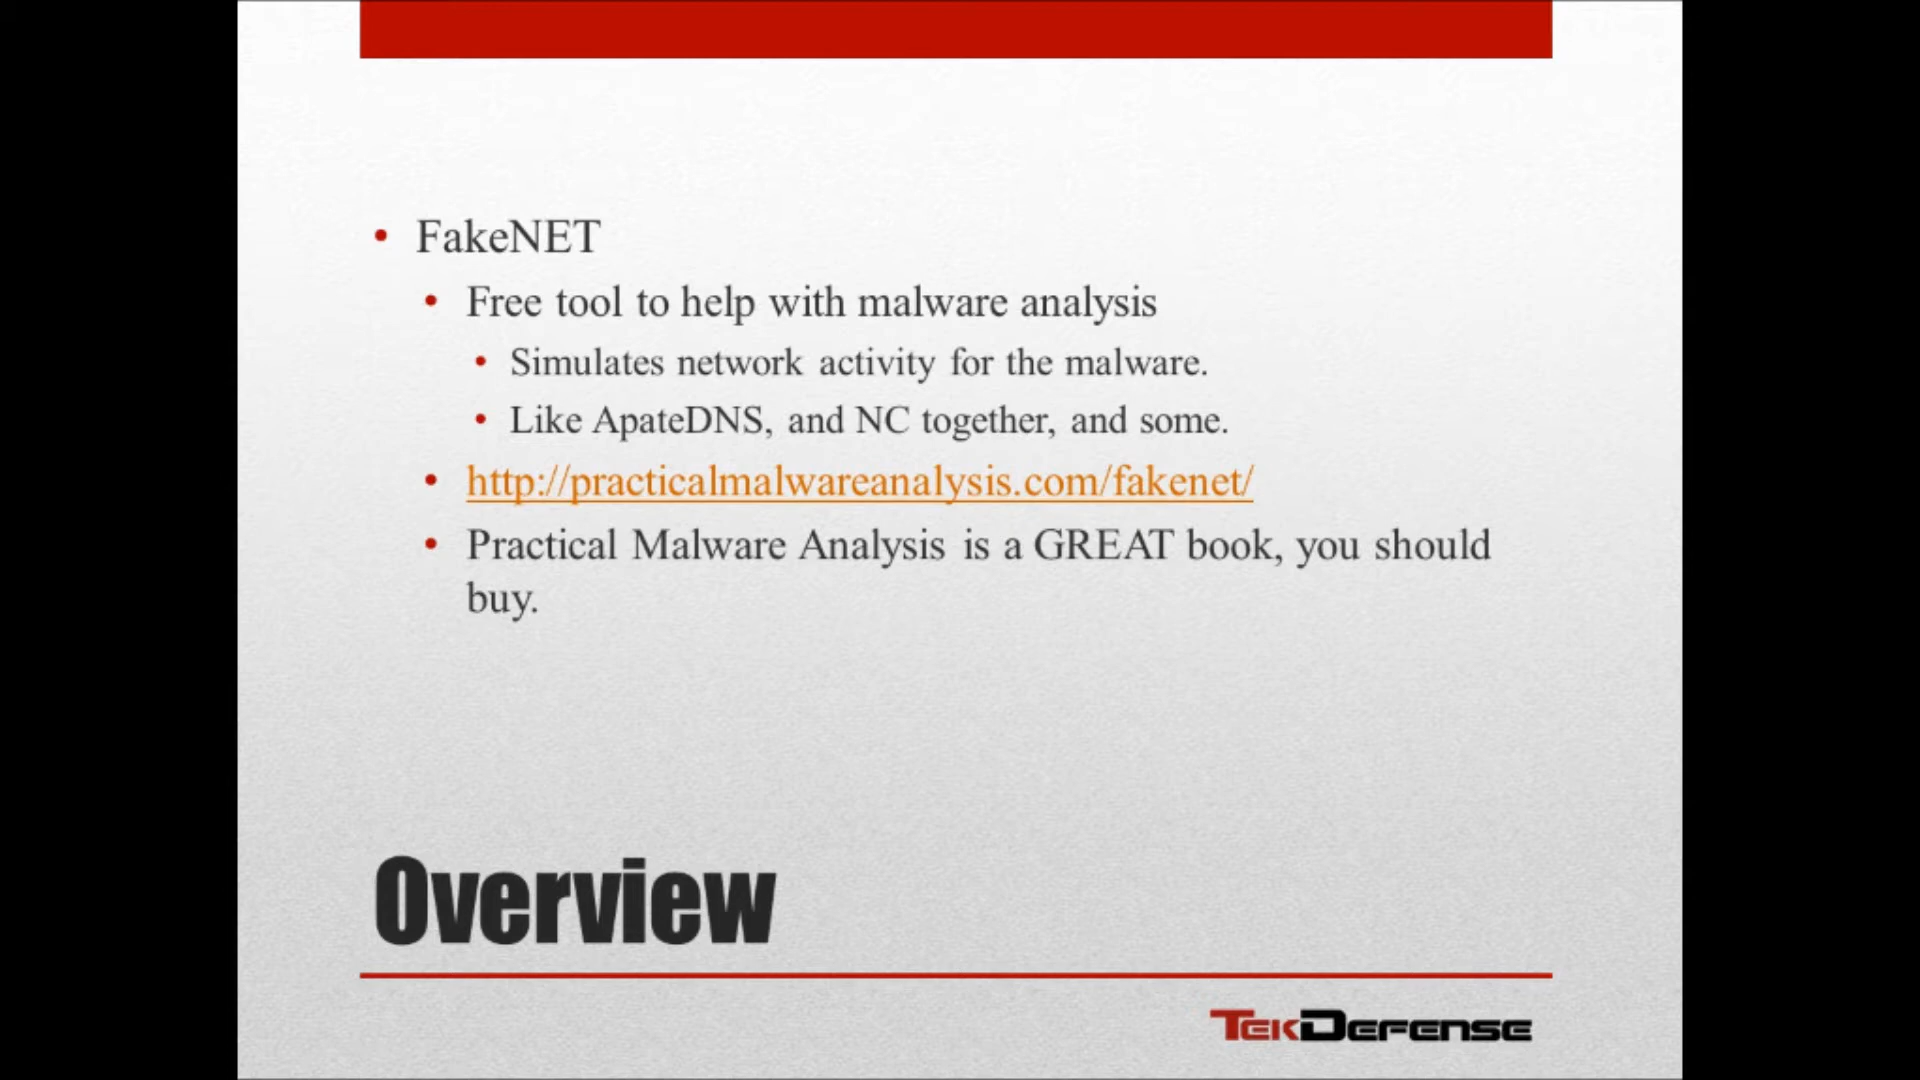 • FakeNET
• Free tool to help with malware analysis
• Simulates network activity for the malware.
• Like ApateDNS, and NC together, and some.
• http://practicalmalwareanalysis.com/fakenet/
• Practical Malware Analysis is a GREAT book, you should
buy.
Overview
TEKDEFENSE